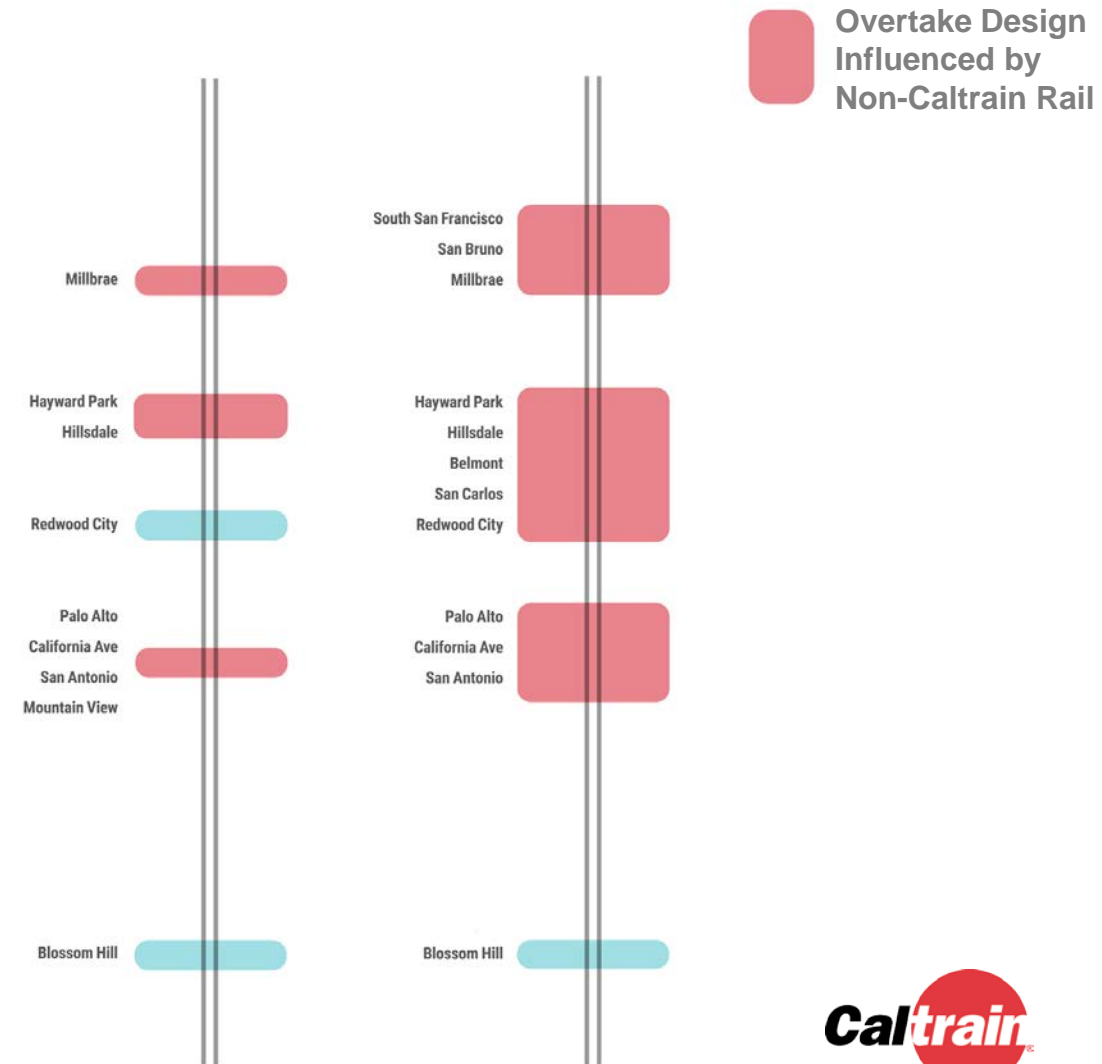 Overtake Design
Influenced by
Non-Caltrain Rail
Millbrae
Hayward Park
Hillsdale
Redwood City
Palo Alto
California Ave
San Antonio
Mountain View
Blossom Hill
South San Francisco
San Bruno
Millbrae
Hayward Park
Hillsdale
Belmont
San Carlos
Redwood City
Palo Alto
California Ave
San Antonio
Blossom Hill
Caltrain®